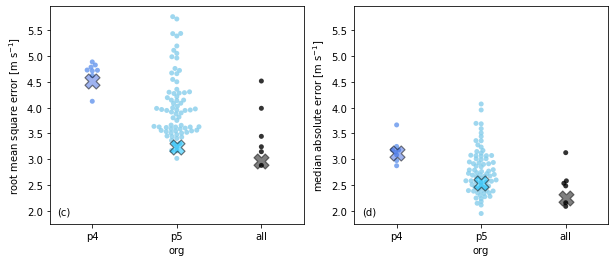 root mean square error [m s⁻¹]
5.5
5.0
4.5
4.0
3.5
3.0
2.5
2.0
(c)
p4
p5
all
org
median absolute error [m s⁻¹]
5.5
5.0
4.5
4.0
3.5
3.0
2.5
2.0
(d)
p4
p5
all
org